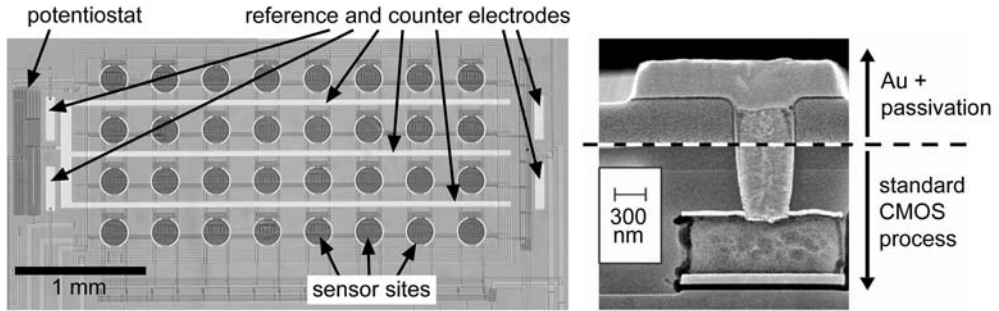 potentiostat
reference and counter electrodes
sensor sites
1 mm
300
nm
Au +
passivation
standard
CMOS
process